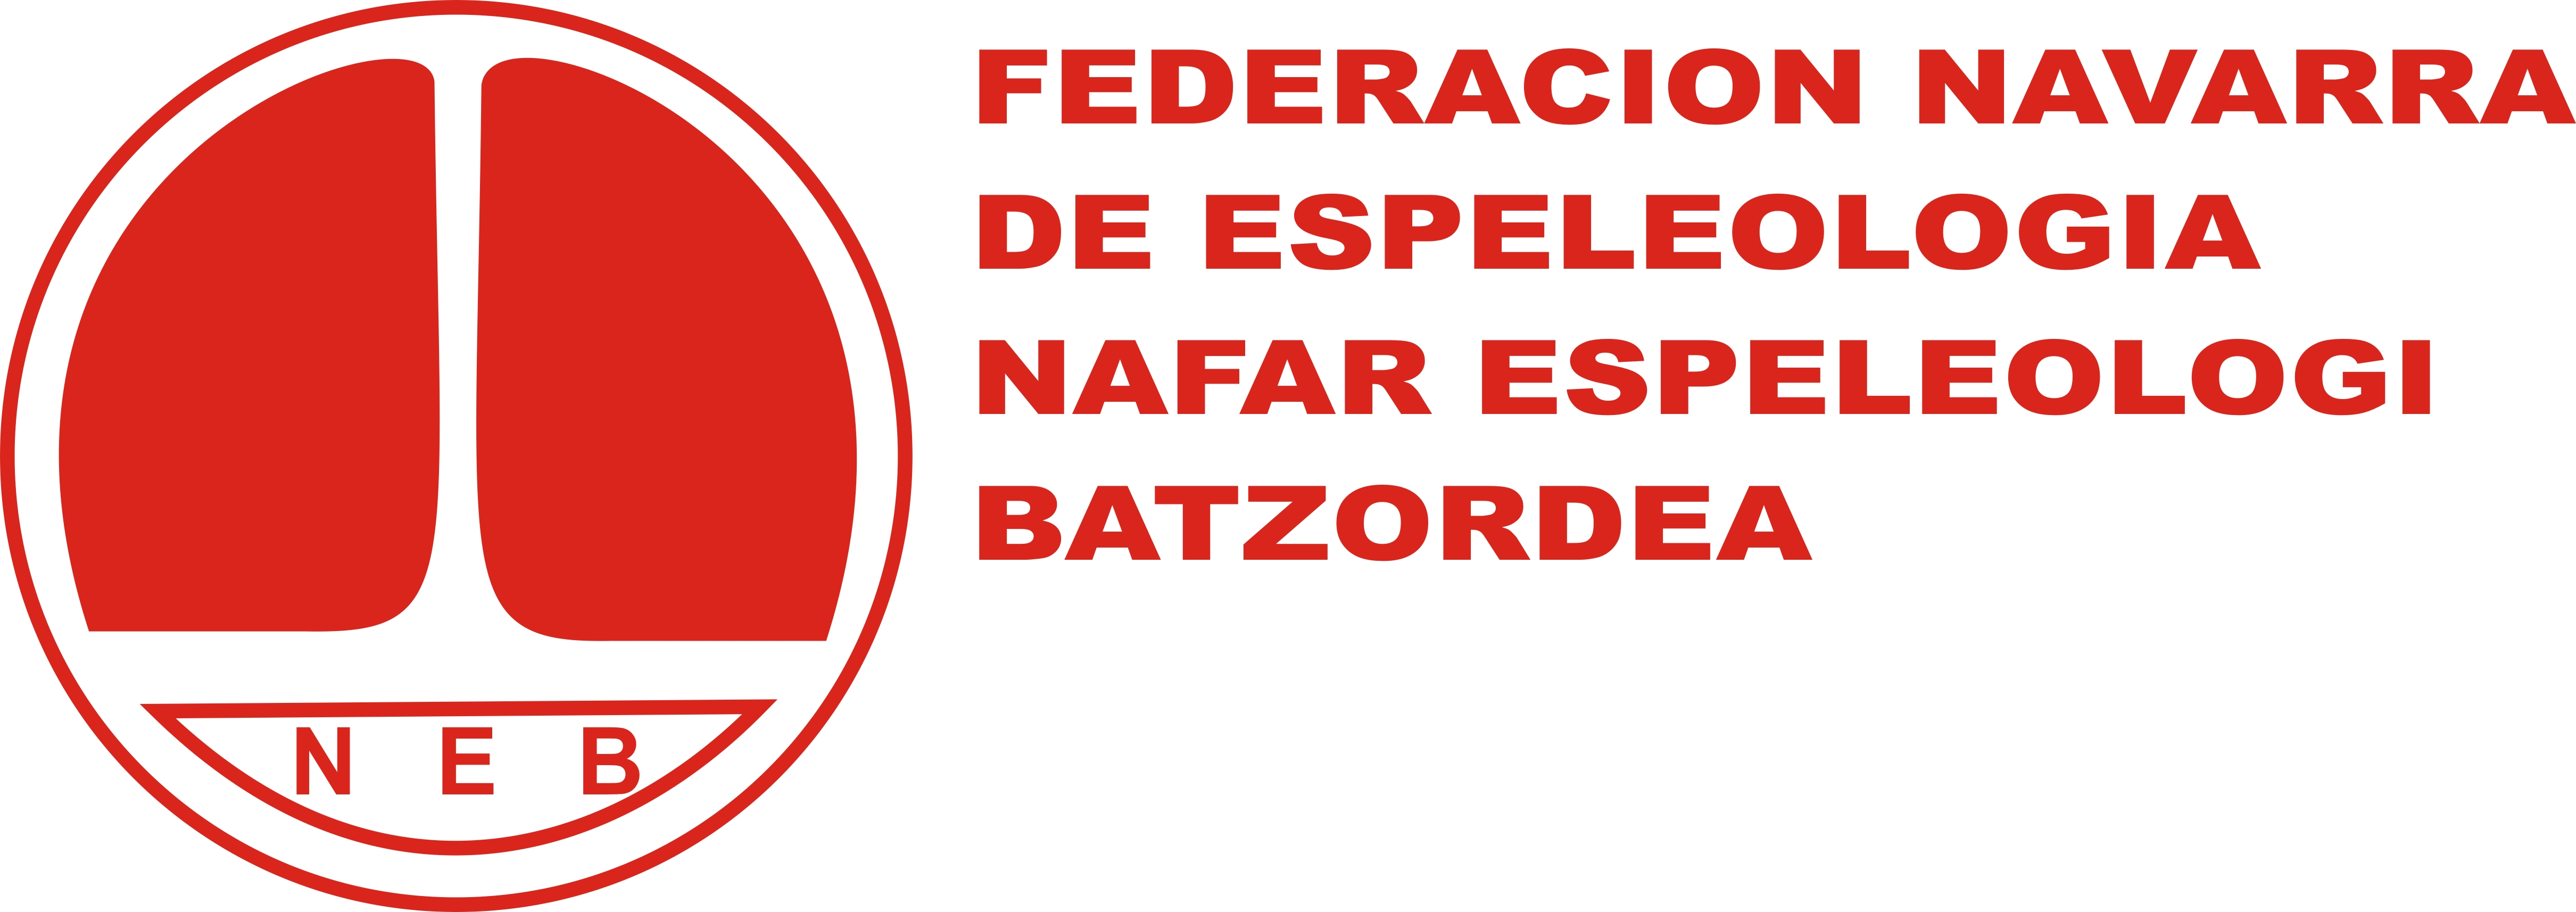 FEDERACION NAVARRA
DE ESPELEOLOGIA
NAFAR ESPELEOLOGI
BATZORDEA
N E B